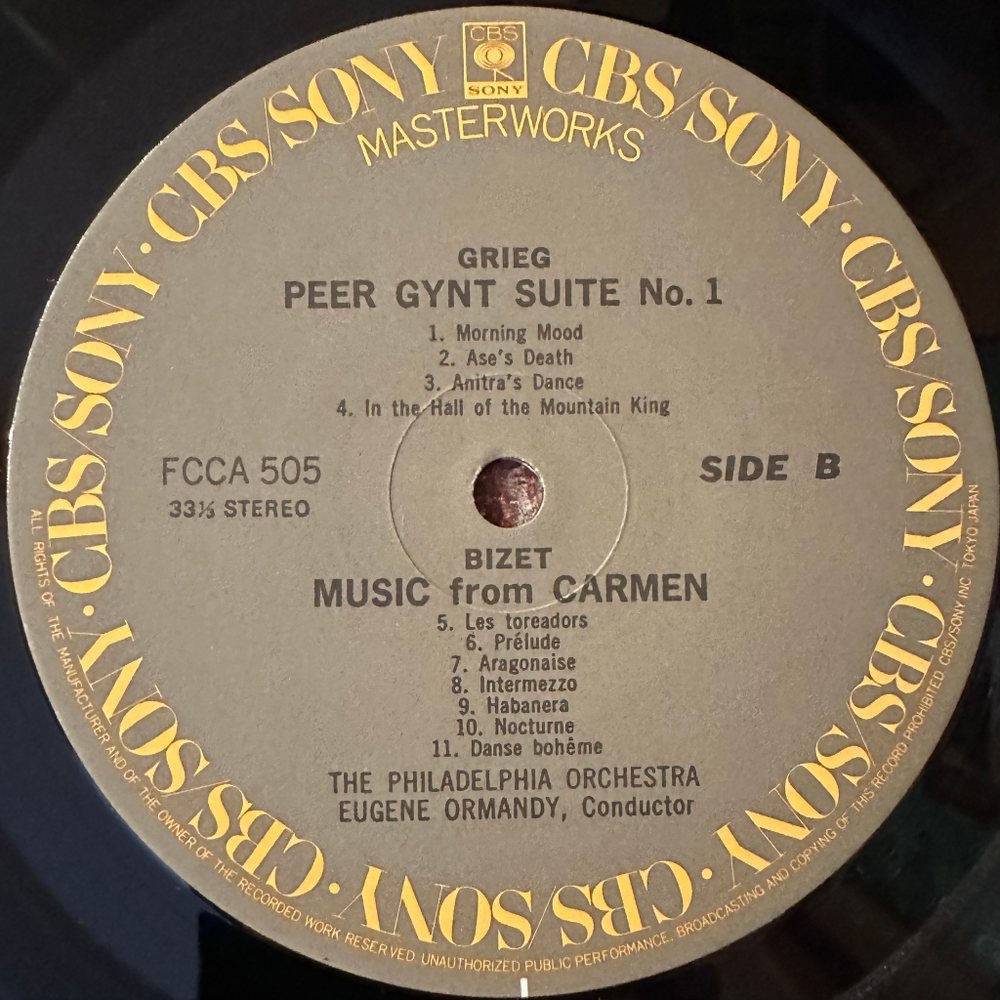 CBS
SONY
CBS/SONY · CBS/SONY · CBS/SONY · CBS/SONY · CBS/SONY · CBS/SONY · CBS/SONY · CBS/SONY · CBS/SONY
MASTERWORKS
GRIEG
PEER GYNT SUITE No. 1
1. Morning Mood
2. Ase's Death
3. Anitra's Dance
4. In the Hall of the Mountain King
FCCA 505
33⅓ STEREO
SIDE B
BIZET
MUSIC from CARMEN
5. Les toreadors
6. Prélude
7. Aragonaise
8. Intermezzo
9. Habanera
10. Nocturne
11. Danse bohême
THE PHILADELPHIA ORCHESTRA
EUGENE ORMANDY, Conductor
ALL RIGHTS OF THE MANUFACTURER AND OF THE OWNER OF THE RECORDED WORK RESERVED UNAUTHORIZED PUBLIC PERFORMANCE, BROADCASTING AND COPYING OF THIS RECORD PROHIBITED CBS/SONY INC. TOKYO JAPAN